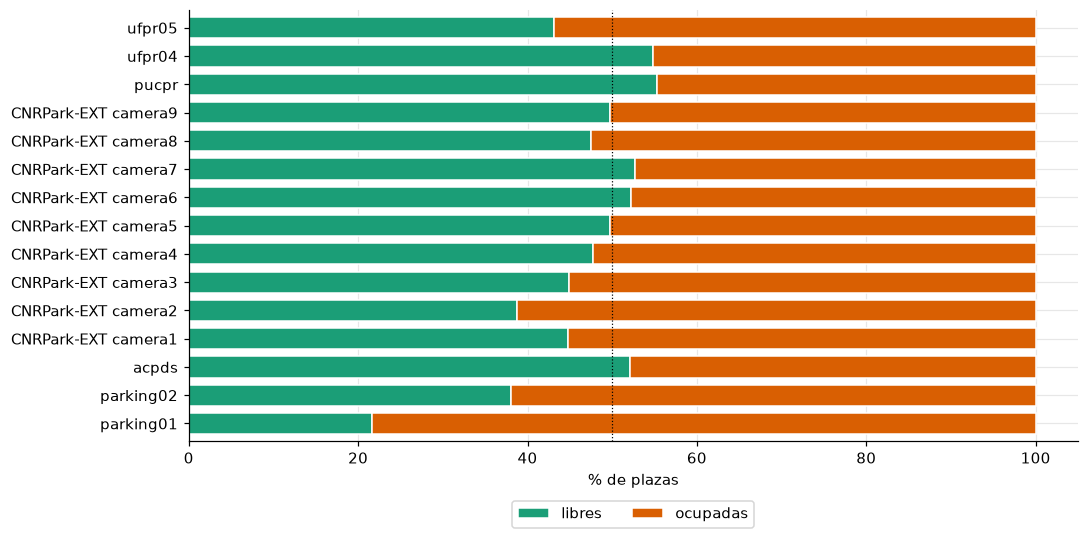 ufpr05
ufpr04
pucpr
CNRPark-EXT camera9
CNRPark-EXT camera8
CNRPark-EXT camera7
CNRPark-EXT camera6
CNRPark-EXT camera5
CNRPark-EXT camera4
CNRPark-EXT camera3
CNRPark-EXT camera2
CNRPark-EXT camera1
acpds
parking02
parking01
0 20 40 60 80 100
% de plazas
libres ocupadas